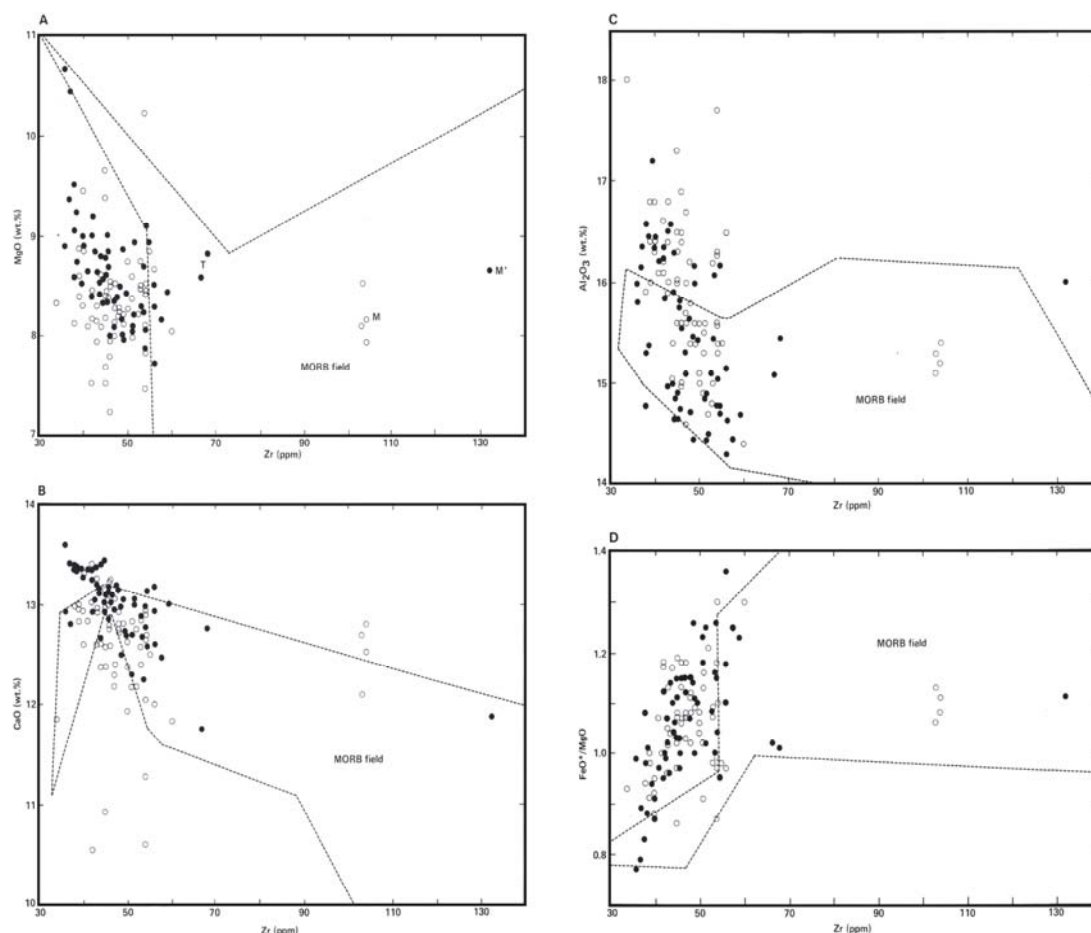 A
11
10
9
8
7
MgO (wt.%)
T
M'
M
MORB field
30 50 70 90 110 130
Zr (ppm)
B
14
13
12
11
10
CaO (wt.%)
MORB field
30 50 70 90 110 130
Zr (ppm)
C
18
17
16
15
14
Al₂O₃ (wt.%)
MORB field
30 50 70 90 110 130
Zr (ppm)
D
1.4
1.2
1.0
0.8
FeO*/MgO
MORB field
30 50 70 90 110 130
Zr (ppm)